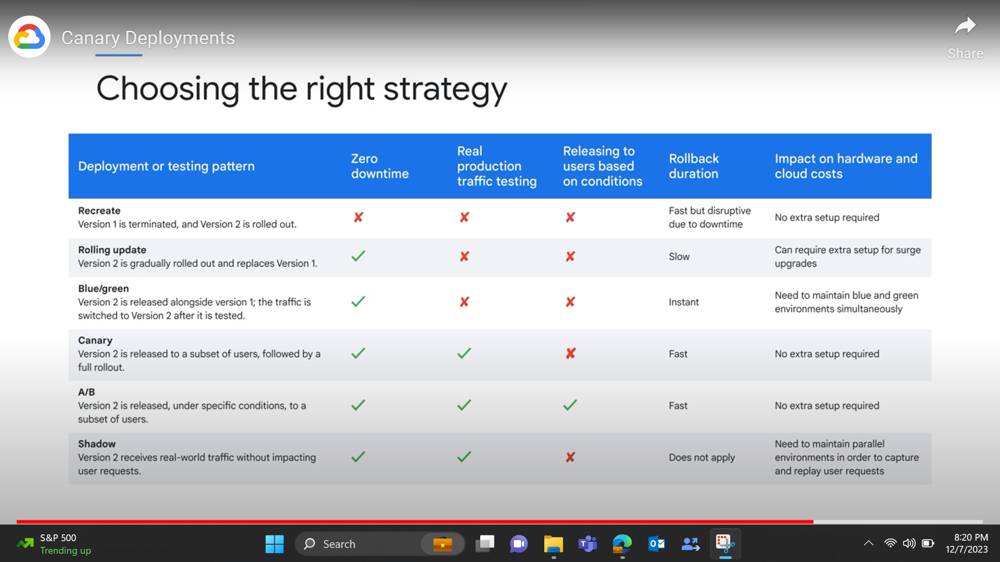 Canary Deployments
Share
Choosing the right strategy
Deployment or testing pattern
Zero
downtime
Real
production
traffic testing
Releasing to
users based
on conditions
Rollback
duration
Impact on hardware and
cloud costs
Recreate
Version 1 is terminated, and Version 2 is rolled out.
Fast but disruptive
due to downtime
No extra setup required
Rolling update
Version 2 is gradually rolled out and replaces Version 1.
Slow
Can require extra setup for surge
upgrades
Blue/green
Version 2 is released alongside version 1; the traffic is
switched to Version 2 after it is tested.
Instant
Need to maintain blue and green
environments simultaneously
Canary
Version 2 is released to a subset of users, followed by a
full rollout.
Fast
No extra setup required
A/B
Version 2 is released, under specific conditions, to a
subset of users.
Fast
No extra setup required
Shadow
Version 2 receives real-world traffic without impacting
user requests.
Does not apply
Need to maintain parallel
environments in order to capture
and replay user requests
S&P 500
Trending up
Search
8:20 PM
12/7/2023